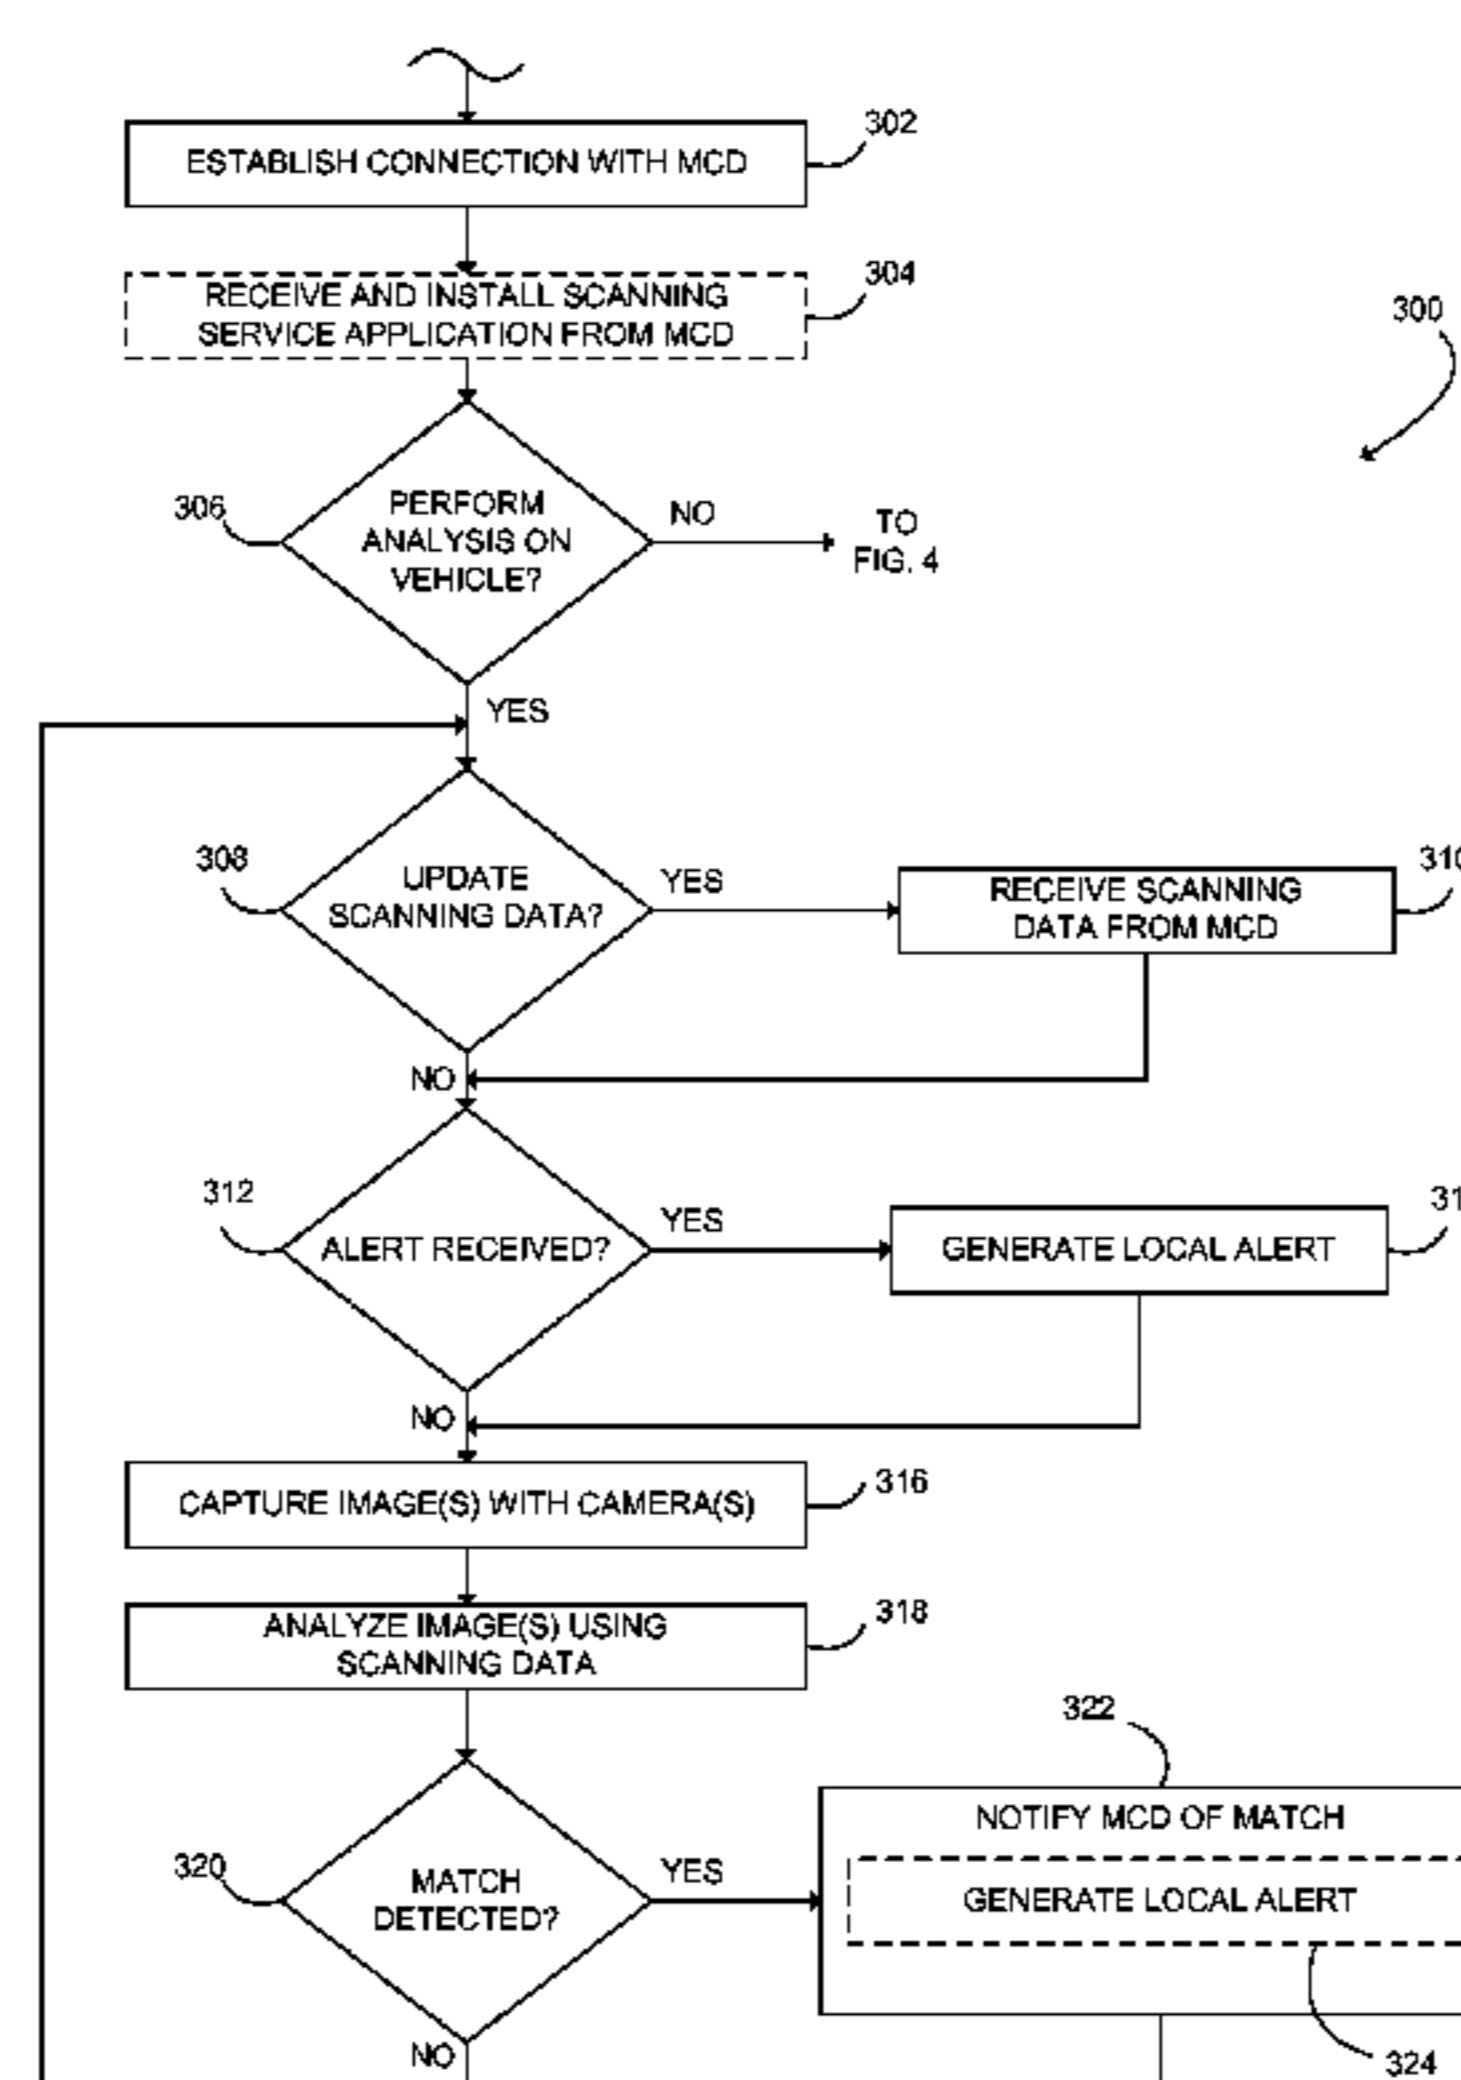 302
ESTABLISH CONNECTION WITH MCD
304
RECEIVE AND INSTALL SCANNING
SERVICE APPLICATION FROM MCD
300
306
PERFORM
ANALYSIS ON
VEHICLE?
NO
TO
FIG. 4
YES
308
UPDATE
SCANNING DATA?
YES
RECEIVE SCANNING
DATA FROM MCD
310
NO
312
ALERT RECEIVED?
YES
GENERATE LOCAL ALERT
31
NO
CAPTURE IMAGE(S) WITH CAMERA(S)
316
ANALYZE IMAGE(S) USING
SCANNING DATA
318
322
NOTIFY MCD OF MATCH
320
MATCH
DETECTED?
YES
GENERATE LOCAL ALERT
NO
324